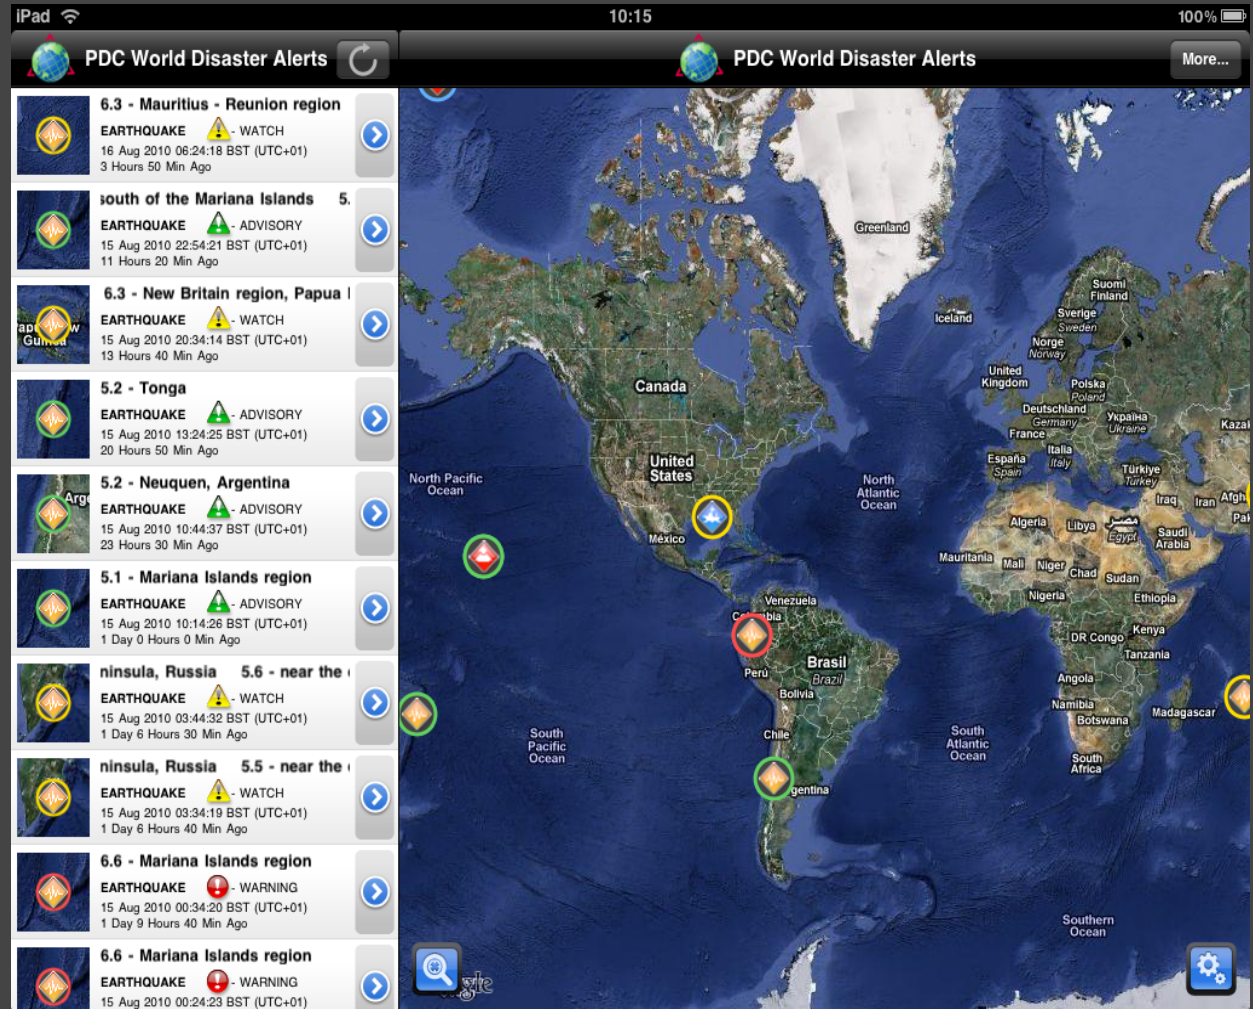 iPad
10:15
100%
PDC World Disaster Alerts
6.3 - Mauritius - Reunion region
EARTHQUAKE - WATCH
16 Aug 2010 06:24:18 BST (UTC+01)
3 Hours 50 Min Ago
south of the Mariana Islands 5.
EARTHQUAKE - ADVISORY
15 Aug 2010 22:54:21 BST (UTC+01)
11 Hours 20 Min Ago
6.3 - New Britain region, Papua
EARTHQUAKE - WATCH
15 Aug 2010 20:34:14 BST (UTC+01)
13 Hours 40 Min Ago
5.2 - Tonga
EARTHQUAKE - ADVISORY
15 Aug 2010 13:24:25 BST (UTC+01)
20 Hours 50 Min Ago
Arge
5.2 - Neuquen, Argentina
EARTHQUAKE - ADVISORY
15 Aug 2010 10:44:37 BST (UTC+01)
23 Hours 30 Min Ago
5.1 - Mariana Islands region
EARTHQUAKE - ADVISORY
15 Aug 2010 10:14:26 BST (UTC+01)
1 Day 0 Hours 0 Min Ago
ninsula, Russia 5.6 - near the
EARTHQUAKE - WATCH
15 Aug 2010 03:44:32 BST (UTC+01)
1 Day 6 Hours 30 Min Ago
ninsula, Russia 5.5 - near the
EARTHQUAKE - WATCH
15 Aug 2010 03:34:19 BST (UTC+01)
1 Day 6 Hours 40 Min Ago
6.6 - Mariana Islands region
EARTHQUAKE - WARNING
15 Aug 2010 00:34:20 BST (UTC+01)
1 Day 9 Hours 40 Min Ago
6.6 - Mariana Islands region
EARTHQUAKE - WARNING
15 Aug 2010 00:24:23 BST (UTC+01)
PDC World Disaster Alerts
More...
Greenland
Suomi
Finland
Iceland
Sverige
Sweden
Norge
Norway
United
Kingdom
Canada
Polska
Poland
Deutschland
Germany
Україна
Ukraine
France
Kazak
United
States
España
Spain
Italia
Italy
Türkiye
Turkey
North Pacific
Ocean
North
Atlantic
Ocean
Iraq
Iran
Afgh
Pak
Algeria
Libya
مصر
Egypt
Saudi
Arabia
México
Mauritania
Mali
Niger
Chad
Sudan
Nigeria
Ethiopia
Venezuela
Kenya
DR Congo
Tanzania
Brasil
Brazil
Perú
Bolivia
Angola
Namibia
Botswana
Madagascar
South
Pacific
Ocean
Chile
South
Atlantic
Ocean
South
Africa
gentina
Southern
Ocean